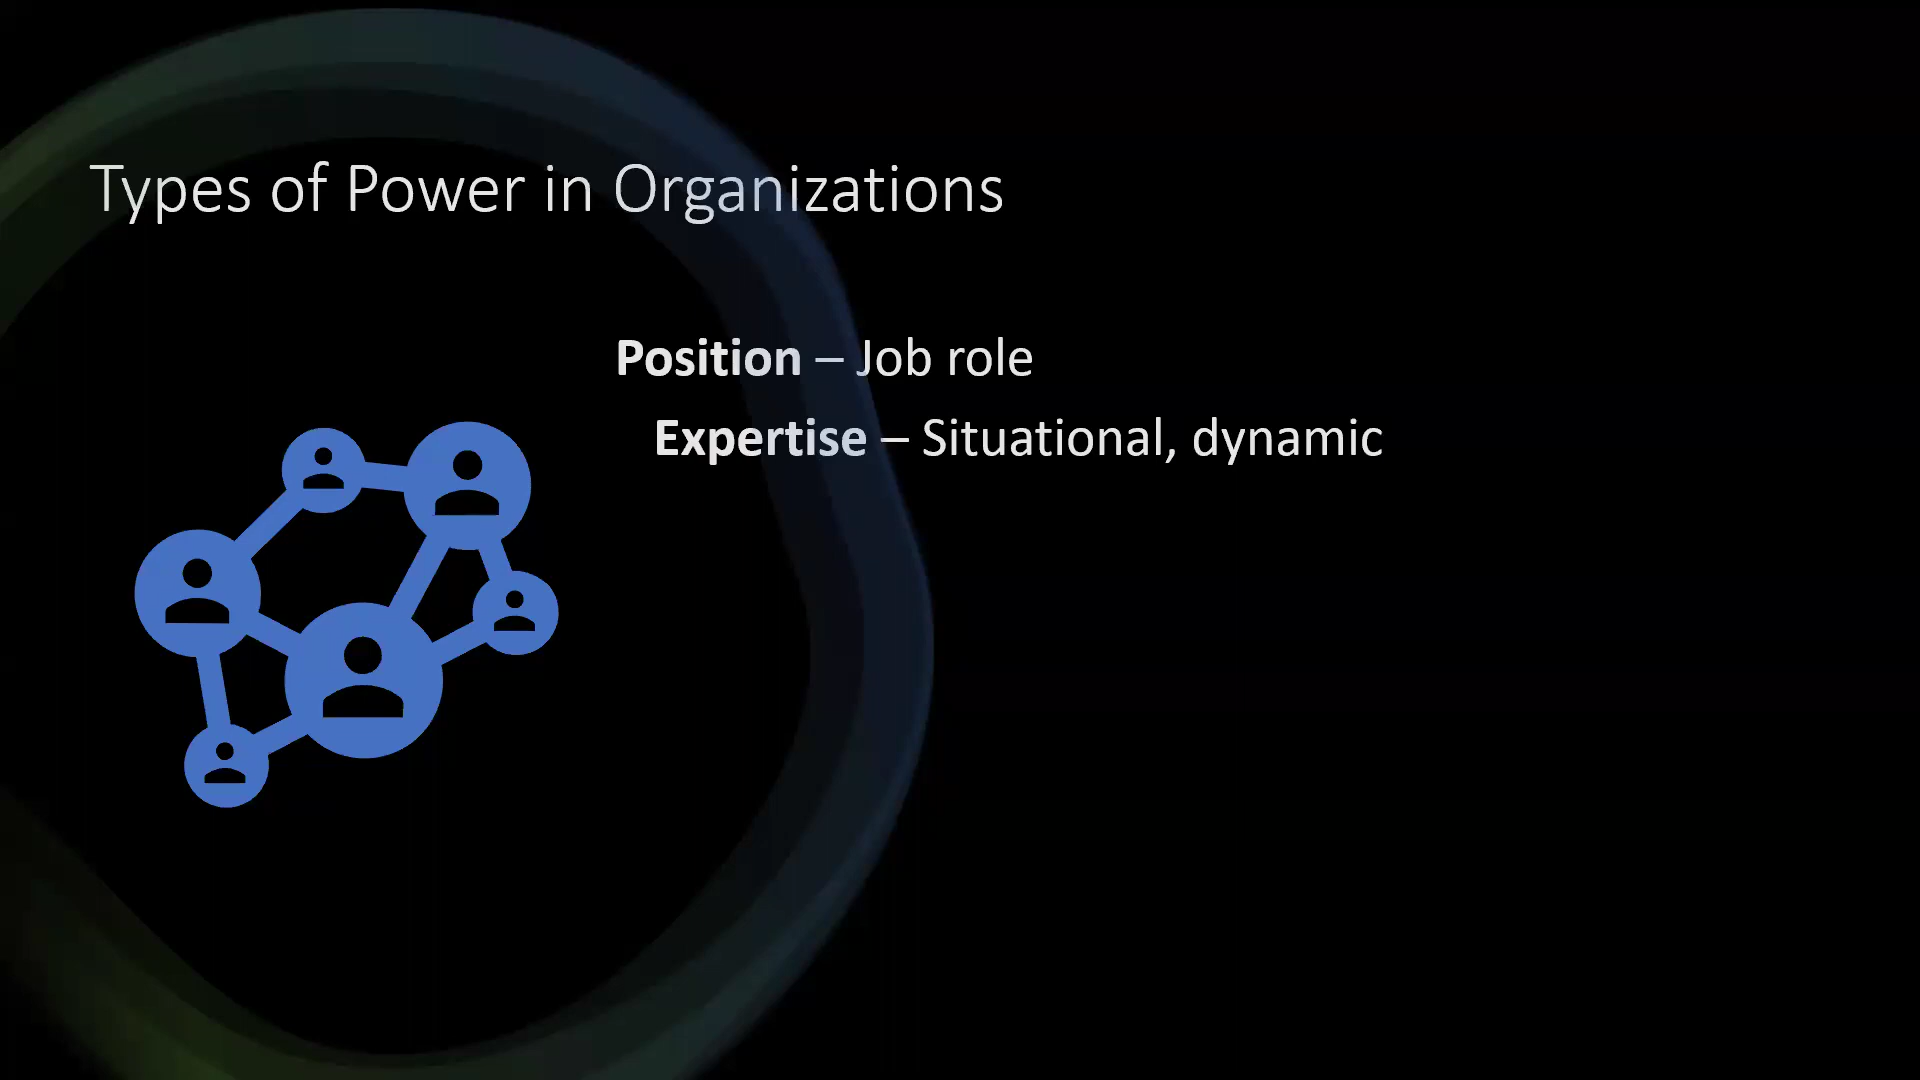 Types of Power in Organizations
Position – Job role
Expertise – Situational, dynamic